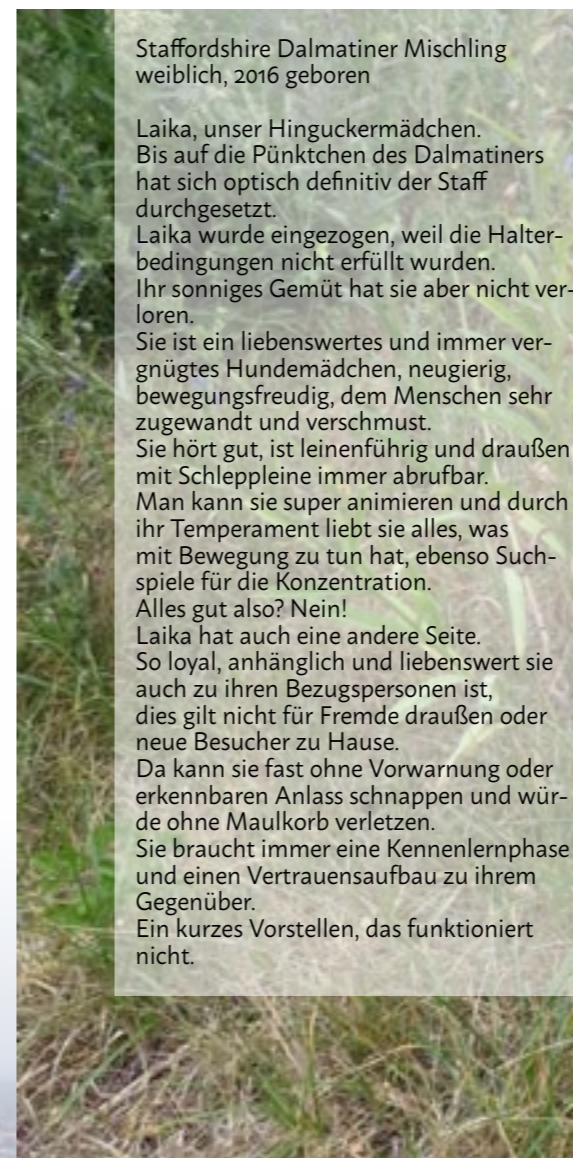 Staffordshire Dalmatiner Mischling
weiblich, 2016 geboren
Laika, unser Hinguckermädchen.
Bis auf die Pünktchen des Dalmatiners
hat sich optisch definitiv der Staff
durchgesetzt.
Laika wurde eingezogen, weil die Halter-
bedingungen nicht erfüllt wurden.
Ihr sonniges Gemüt hat sie aber nicht ver-
loren.
Sie ist ein liebenswertes und immer ver-
gnügtes Hundemädchen, neugierig,
bewegungsfreudig, dem Menschen sehr
zugewandt und verschmust.
Sie hört gut, ist leinenführig und draußen
mit Schleppleine immer abrufbar.
Man kann sie super animieren und durch
ihr Temperament liebt sie alles, was
mit Bewegung zu tun hat, ebenso Such-
spiele für die Konzentration.
Alles gut also? Nein!
Laika hat auch eine andere Seite.
So loyal, anhänglich und liebenswert sie
auch zu ihren Bezugspersonen ist,
dies gilt nicht für Fremde draußen oder
neue Besucher zu Hause.
Da kann sie fast ohne Vorwarnung oder
erkennbaren Anlass schnappen und wür-
de ohne Maulkorb verletzen.
Sie braucht immer eine Kennenlernphase
und einen Vertrauensaufbau zu ihrem
Gegenüber.
Ein kurzes Vorstellen, das funktioniert
nicht.